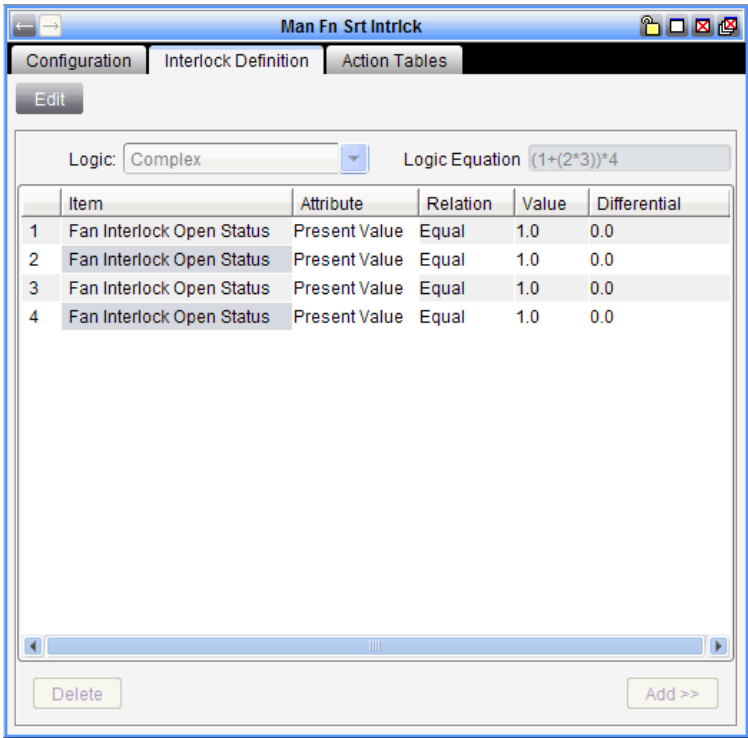 Man Fn Srt Intrlck
Configuration Interlock Definition Action Tables
Edit
Logic: Complex Logic Equation (1+(2*3))*4
Item Attribute Relation Value Differential
1 Fan Interlock Open Status Present Value Equal 1.0 0.0
2 Fan Interlock Open Status Present Value Equal 1.0 0.0
3 Fan Interlock Open Status Present Value Equal 1.0 0.0
4 Fan Interlock Open Status Present Value Equal 1.0 0.0
Delete Add >>